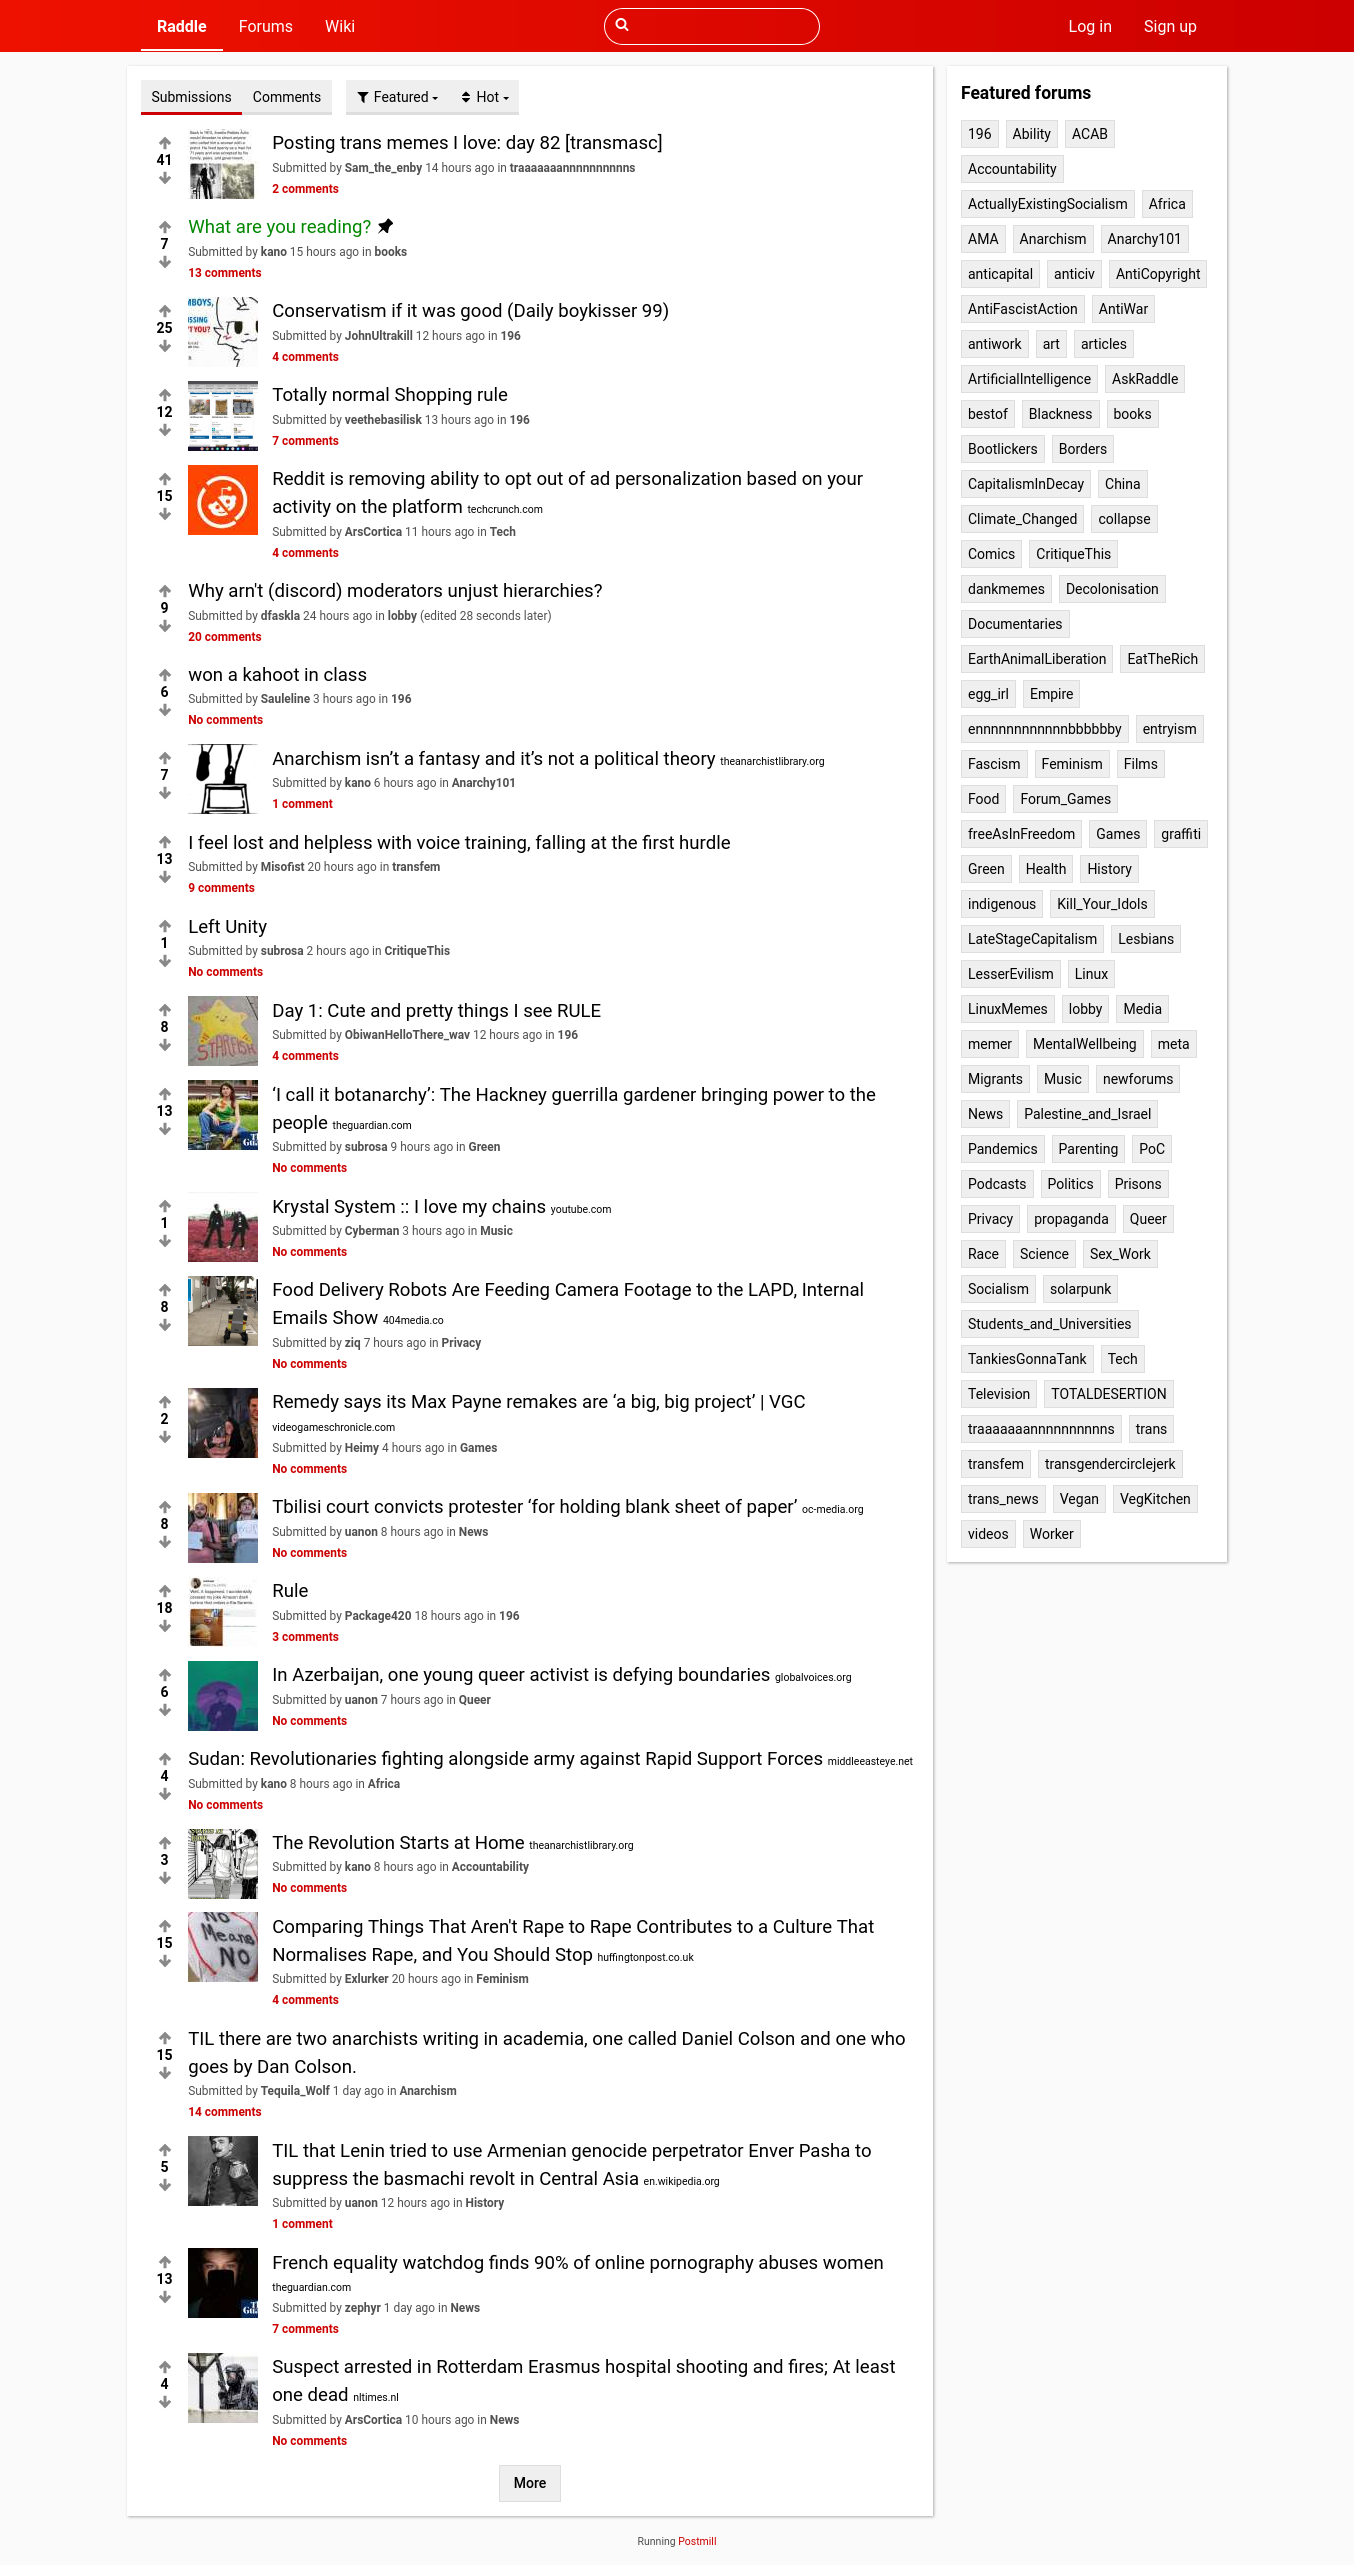 Raddle Forums Wiki Log in Sign up
Submissions Comments Featured Hot
41
Posting trans memes I love: day 82 [transmasc]
Submitted by Sam_the_enby 14 hours ago in traaaaaaannnnnnnnnns
2 comments
7
What are you reading?
Submitted by kano 15 hours ago in books
13 comments
25
Conservatism if it was good (Daily boykisser 99)
Submitted by JohnUltrakill 12 hours ago in 196
4 comments
12
Totally normal Shopping rule
Submitted by veethebasilisk 13 hours ago in 196
7 comments
15
Reddit is removing ability to opt out of ad personalization based on your
activity on the platform techcrunch.com
Submitted by ArsCortica 11 hours ago in Tech
4 comments
9
Why arn't (discord) moderators unjust hierarchies?
Submitted by dfaskla 24 hours ago in lobby (edited 28 seconds later)
20 comments
6
won a kahoot in class
Submitted by Sauleline 3 hours ago in 196
No comments
7
Anarchism isn’t a fantasy and it’s not a political theory theanarchistlibrary.org
Submitted by kano 6 hours ago in Anarchy101
1 comment
13
I feel lost and helpless with voice training, falling at the first hurdle
Submitted by Misofist 20 hours ago in transfem
9 comments
1
Left Unity
Submitted by subrosa 2 hours ago in CritiqueThis
No comments
8
STARFISH
Day 1: Cute and pretty things I see RULE
Submitted by ObiwanHelloThere_wav 12 hours ago in 196
4 comments
13
‘I call it botanarchy’: The Hackney guerrilla gardener bringing power to the
people theguardian.com
Submitted by subrosa 9 hours ago in Green
No comments
1
Krystal System :: I love my chains youtube.com
Submitted by Cyberman 3 hours ago in Music
No comments
8
Food Delivery Robots Are Feeding Camera Footage to the LAPD, Internal
Emails Show 404media.co
Submitted by ziq 7 hours ago in Privacy
No comments
2
Remedy says its Max Payne remakes are ‘a big, big project’ | VGC
videogameschronicle.com
Submitted by Heimy 4 hours ago in Games
No comments
8
Tbilisi court convicts protester ‘for holding blank sheet of paper’ oc-media.org
Submitted by uanon 8 hours ago in News
No comments
18
Rule
Submitted by Package420 18 hours ago in 196
3 comments
6
In Azerbaijan, one young queer activist is defying boundaries globalvoices.org
Submitted by uanon 7 hours ago in Queer
No comments
4
Sudan: Revolutionaries fighting alongside army against Rapid Support Forces middleeasteye.net
Submitted by kano 8 hours ago in Africa
No comments
3
The Revolution Starts at Home theanarchistlibrary.org
Submitted by kano 8 hours ago in Accountability
No comments
15
NO
Means
NO
Comparing Things That Aren't Rape to Rape Contributes to a Culture That
Normalises Rape, and You Should Stop huffingtonpost.co.uk
Submitted by Exlurker 20 hours ago in Feminism
4 comments
15
TIL there are two anarchists writing in academia, one called Daniel Colson and one who
goes by Dan Colson.
Submitted by Tequila_Wolf 1 day ago in Anarchism
14 comments
5
TIL that Lenin tried to use Armenian genocide perpetrator Enver Pasha to
suppress the basmachi revolt in Central Asia en.wikipedia.org
Submitted by uanon 12 hours ago in History
1 comment
13
French equality watchdog finds 90% of online pornography abuses women
theguardian.com
Submitted by zephyr 1 day ago in News
7 comments
4
Suspect arrested in Rotterdam Erasmus hospital shooting and fires; At least
one dead nltimes.nl
Submitted by ArsCortica 10 hours ago in News
No comments
More
Featured forums
196 Ability ACAB
Accountability
ActuallyExistingSocialism Africa
AMA Anarchism Anarchy101
anticapital anticiv AntiCopyright
AntiFascistAction AntiWar
antiwork art articles
ArtificialIntelligence AskRaddle
bestof Blackness books
Bootlickers Borders
CapitalismInDecay China
Climate_Changed collapse
Comics CritiqueThis
dankmemes Decolonisation
Documentaries
EarthAnimalLiberation EatTheRich
egg_irl Empire
ennnnnnnnnnnnbbbbbby entryism
Fascism Feminism Films
Food Forum_Games
freeAsInFreedom Games graffiti
Green Health History
indigenous Kill_Your_Idols
LateStageCapitalism Lesbians
LesserEvilism Linux
LinuxMemes lobby Media
memer MentalWellbeing meta
Migrants Music newforums
News Palestine_and_Israel
Pandemics Parenting PoC
Podcasts Politics Prisons
Privacy propaganda Queer
Race Science Sex_Work
Socialism solarpunk
Students_and_Universities
TankiesGonnaTank Tech
Television TOTALDESERTION
traaaaaaannnnnnnnnns trans
transfem transgendercirclejerk
trans_news Vegan VegKitchen
videos Worker
Running Postmill